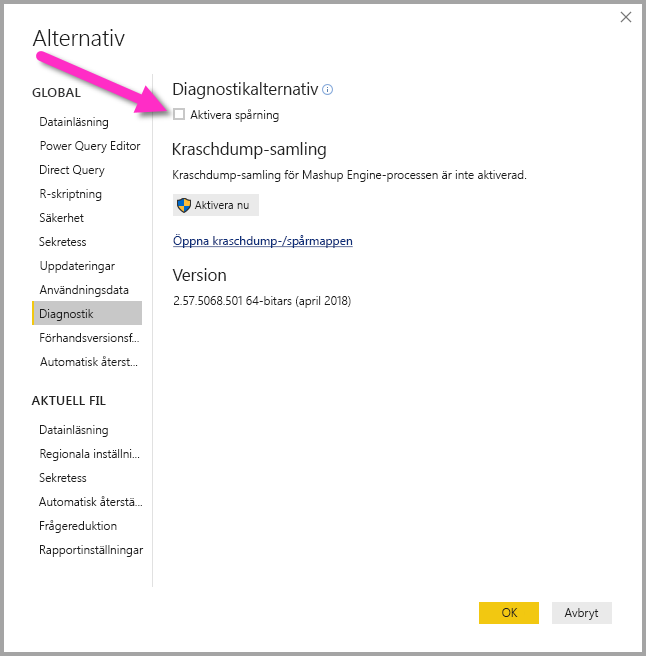 Alternativ
GLOBAL
Datainläsning
Power Query Editor
Direct Query
R-skriptning
Säkerhet
Sekretess
Uppdateringar
Användningsdata
Diagnostik
Förhandsversionsf...
Automatisk återst...
AKTUELL FIL
Datainläsning
Regionala inställni...
Sekretess
Automatisk återstä...
Frågereduktion
Rapportinställningar
Diagnostikalternativ
Aktivera spårning
Kraschdump-samling
Kraschdump-samling för Mashup Engine-processen är inte aktiverad.
Aktivera nu
Öppna kraschdump-/spårmappen
Version
2.57.5068.501 64-bitars (april 2018)
OK
Avbryt